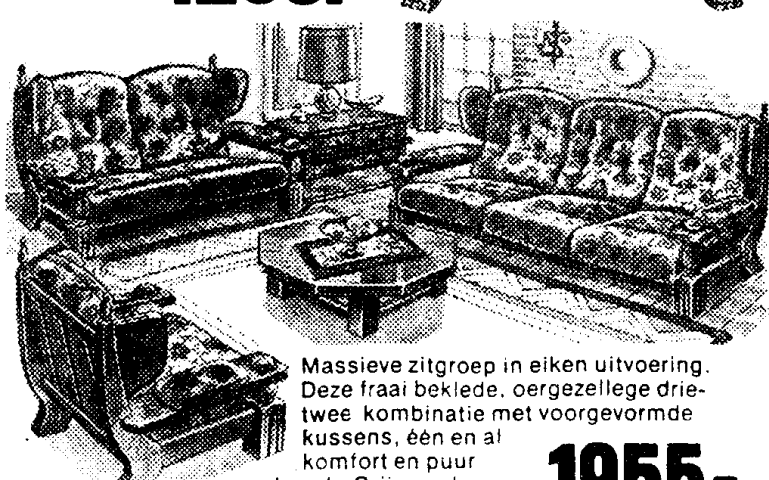 Massieve zitgroep in eiken uitvoering.
Deze fraai beklede, oergezellege drie-
twee kombinatie met voorgevormde
kussens, één en al
komfort en puur
1955,-